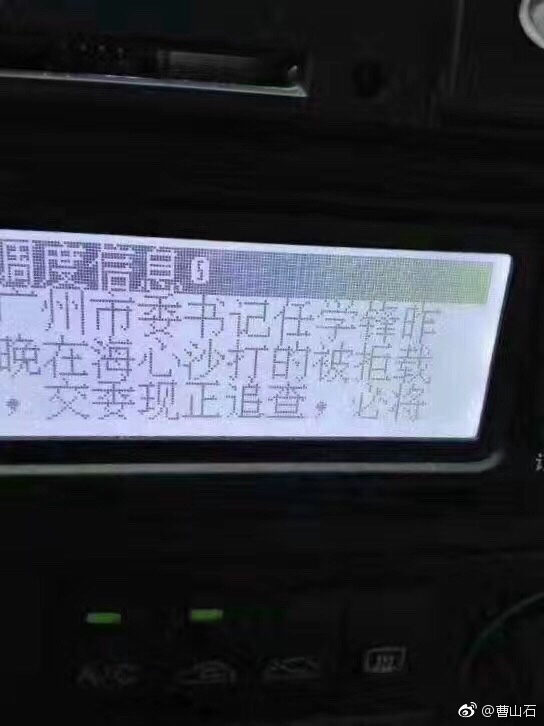 调度信息
广州市委书记任学锋昨
晚在海心沙打的被拒载
，交委现正追查。必将
A/C
@曹山石